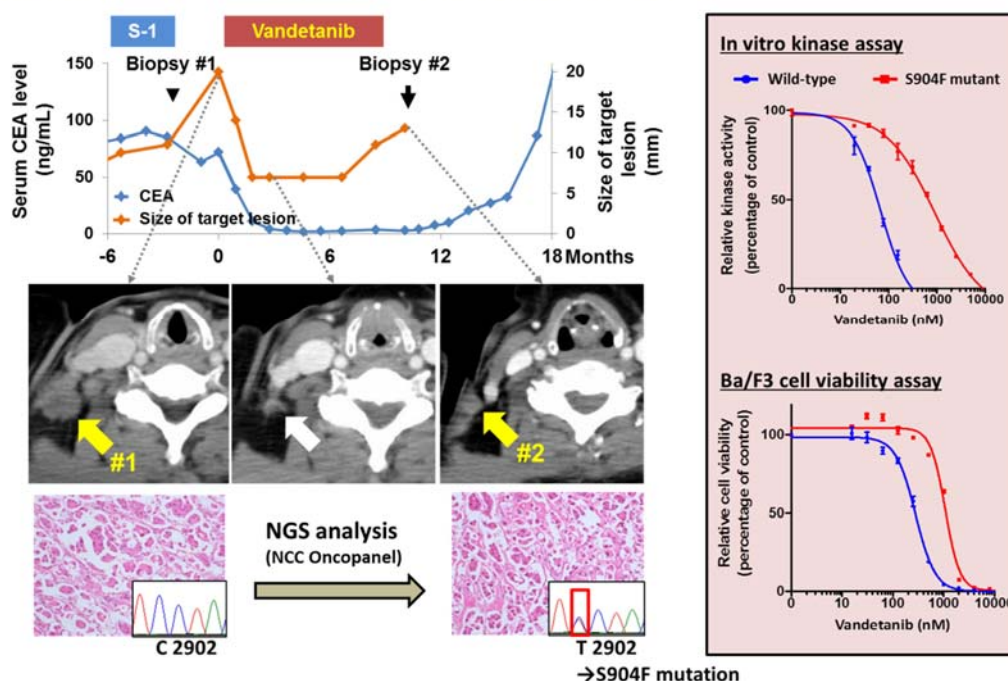 S-1
Vandetanib
Biopsy #1
Biopsy #2
Serum CEA level
(ng/mL)
150
100
50
0
CEA
Size of target lesion
20
15
10
5
0
Size of target
lesion
(mm)
-6
0
6
12
18
Months
#1
#2
NGS analysis
(NCC Oncopanel)
C 2902
T 2902
→S904F mutation
In vitro kinase assay
Wild-type
S904F mutant
Relative kinase activity
(percentage of control)
100
50
0
0
10
100
1000
10000
Vandetanib (nM)
Ba/F3 cell viability assay
Relative cell viability
(percentage of control)
100
50
0
0
10
100
1000
10000
Vandetanib (nM)